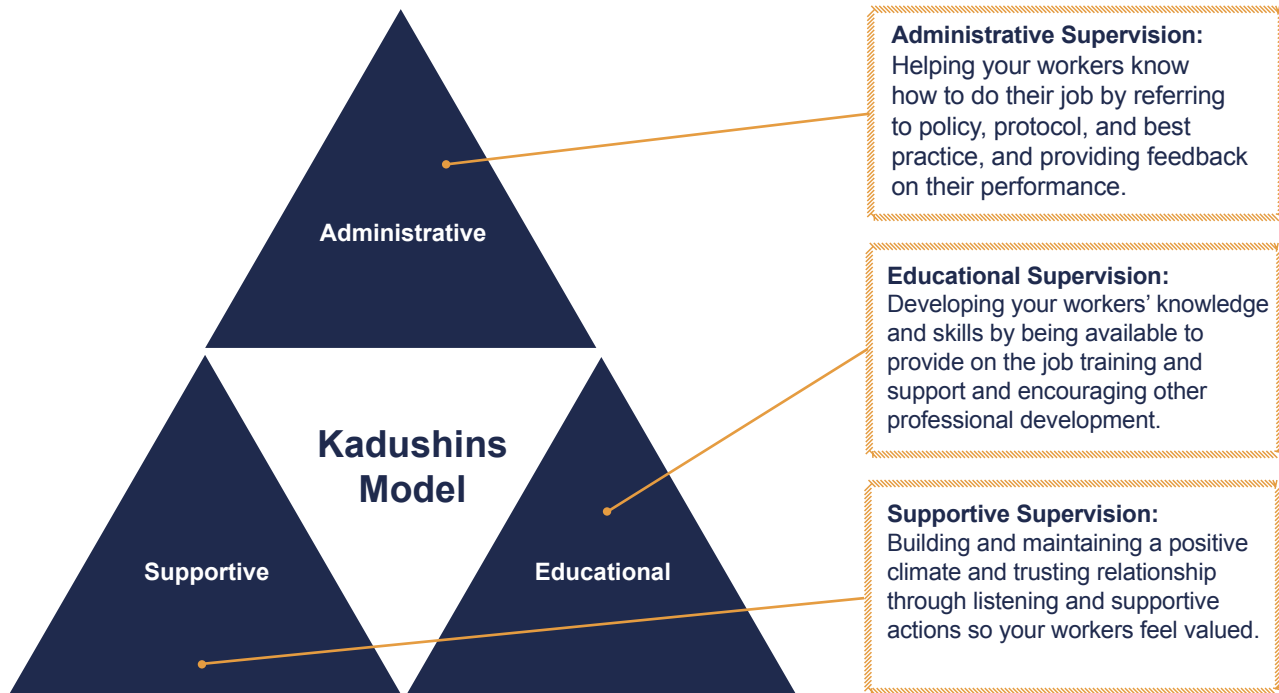 Administrative
Kadushins
Model
Supportive
Educational
Administrative Supervision:
Helping your workers know
how to do their job by referring
to policy, protocol, and best
practice, and providing feedback
on their performance.
Educational Supervision:
Developing your workers’ knowledge
and skills by being available to
provide on the job training and
support and encouraging other
professional development.
Supportive Supervision:
Building and maintaining a positive
climate and trusting relationship
through listening and supportive
actions so your workers feel valued.